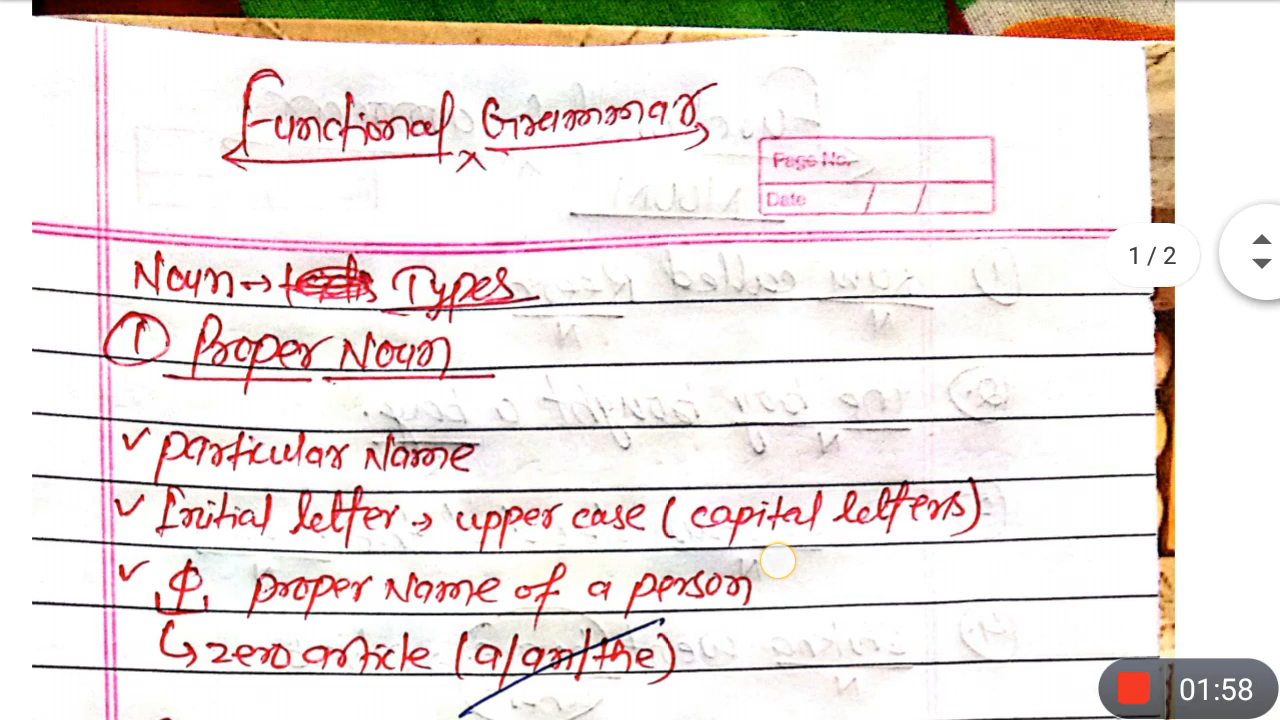 Functional Grammar
Page No.
Date / /
1 / 2
Noun → Types
① Proper Noun
✓ particular Name
✓ Initial letter → upper case (capital letters)
✓ ϕ proper Name of a person
↳ zero article (a/an/the)
01:58